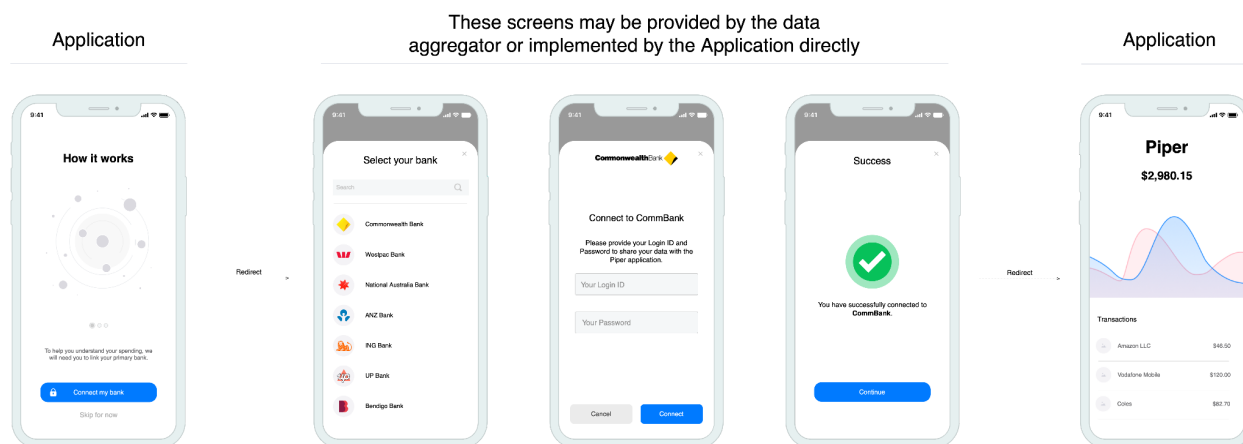 Application
These screens may be provided by the data
aggregator or implemented by the Application directly
Application
9:41
How it works
To help you understand your spending, we
will need you to link your primary bank.
Connect my bank
Skip for now
Redirect
>
9:41
Select your bank
×
Search
Commonwealth Bank
Westpac Bank
National Australia Bank
ANZ Bank
ING Bank
UP Bank
Bendigo Bank
9:41
CommonwealthBank
×
Connect to CommBank
Please provide your Login ID and
Password to share your data with the
Piper application.
Your Login ID
Your Password
Cancel
Connect
9:41
Success
×
You have successfully connected to
CommBank.
Continue
Redirect
>
9:41
Piper
$2,980.15
Transactions
Amazon LLC $46.50
Vodafone Mobile $120.00
Coles $82.70